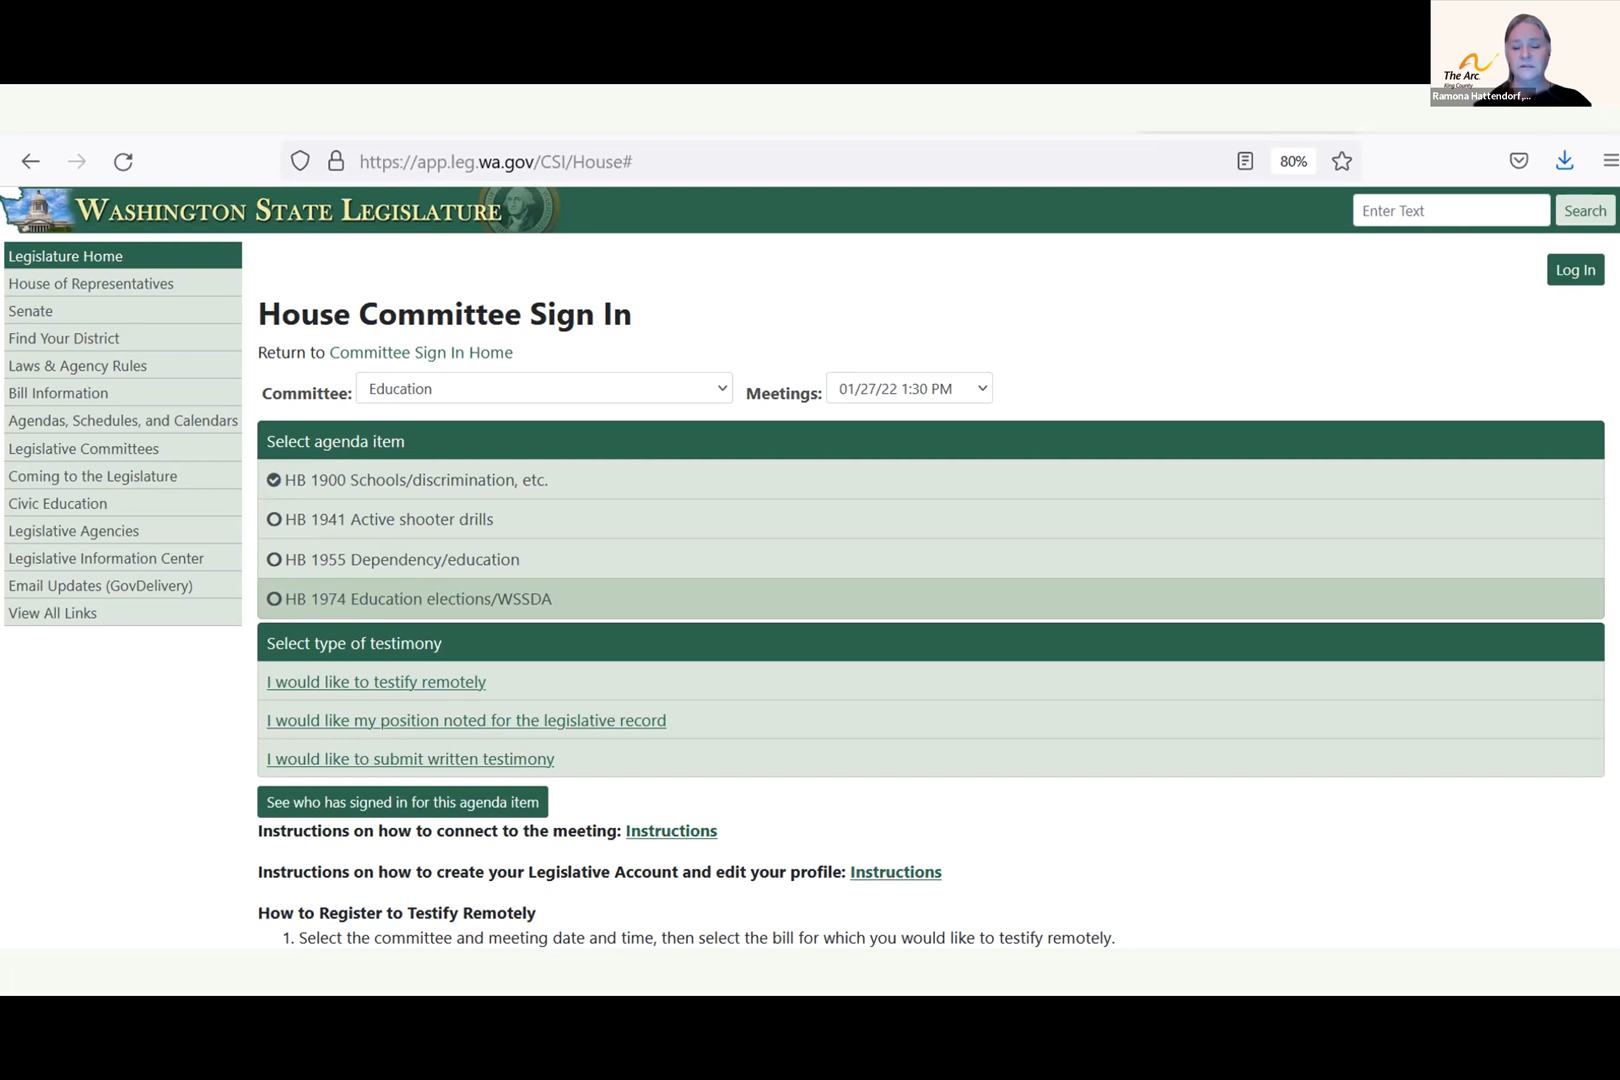 The Arc
King County
Ramona Hattendorf,...
https://app.leg.wa.gov/CSI/House#
80%
WASHINGTON STATE LEGISLATURE
Enter Text
Search
Legislature Home
House of Representatives
Senate
Find Your District
Laws & Agency Rules
Bill Information
Agendas, Schedules, and Calendars
Legislative Committees
Coming to the Legislature
Civic Education
Legislative Agencies
Legislative Information Center
Email Updates (GovDelivery)
View All Links
Log In
House Committee Sign In
Return to Committee Sign In Home
Committee: Education Meetings: 01/27/22 1:30 PM
Select agenda item
HB 1900 Schools/discrimination, etc.
HB 1941 Active shooter drills
HB 1955 Dependency/education
HB 1974 Education elections/WSSDA
Select type of testimony
I would like to testify remotely
I would like my position noted for the legislative record
I would like to submit written testimony
See who has signed in for this agenda item
Instructions on how to connect to the meeting: Instructions
Instructions on how to create your Legislative Account and edit your profile: Instructions
How to Register to Testify Remotely
1. Select the committee and meeting date and time, then select the bill for which you would like to testify remotely.